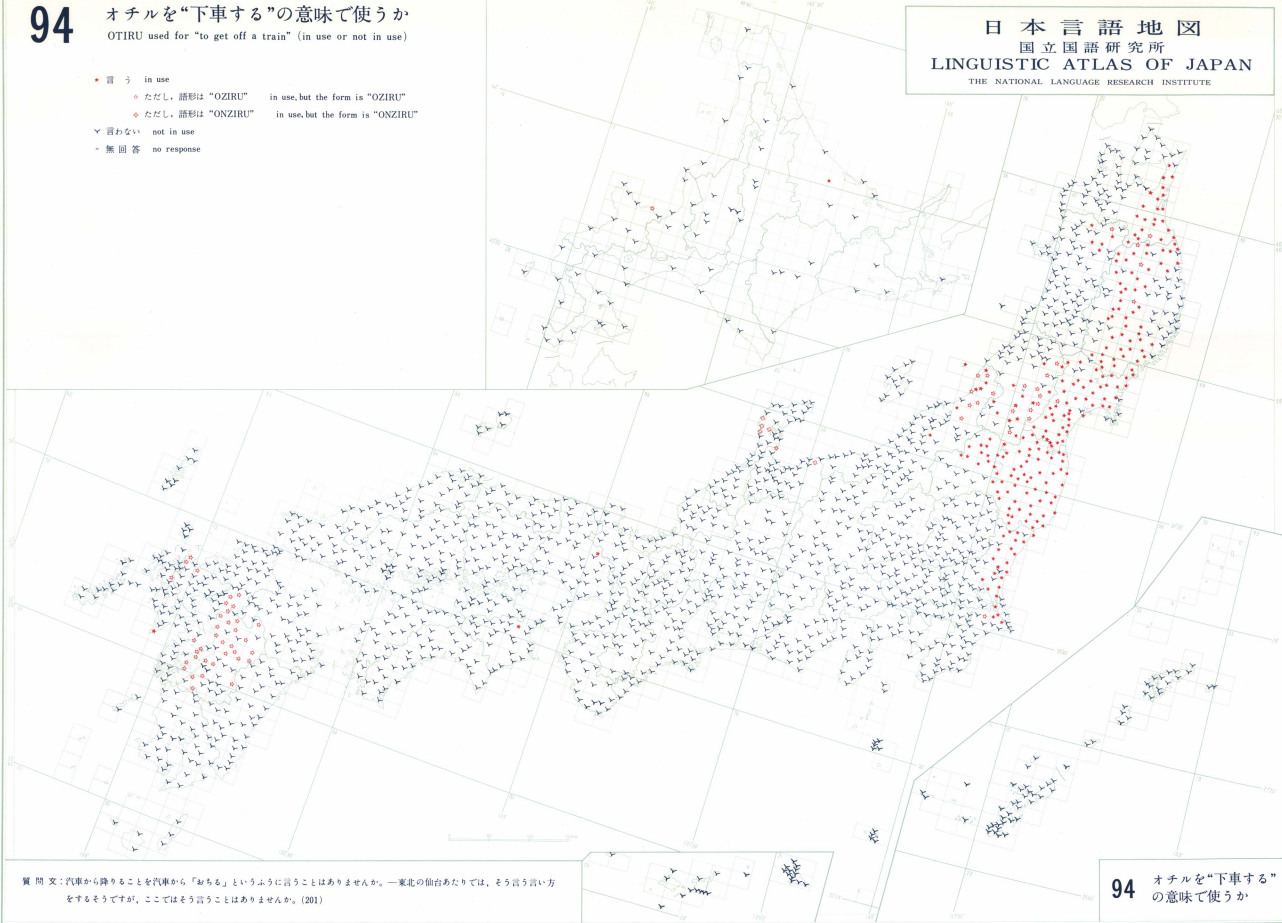 94
オチルを“下車する”の意味で使うか
OTIRU used for “to get off a train” (in use or not in use)
言う in use
ただし，語形は “OZIRU” in use, but the form is “OZIRU”
ただし，語形は “ONZIRU” in use, but the form is “ONZIRU”
言わない not in use
無回答 no response
日本言語地図
国立国語研究所
LINGUISTIC ATLAS OF JAPAN
THE NATIONAL LANGUAGE RESEARCH INSTITUTE
質問文：汽車から降りることを汽車から「おちる」というふうに言うことはありませんか。—東北の仙台あたりでは，そう言う言い方
をするそうですが，ここではそう言うことはありませんか。(201)
94
オチルを“下車する”
の意味で使うか